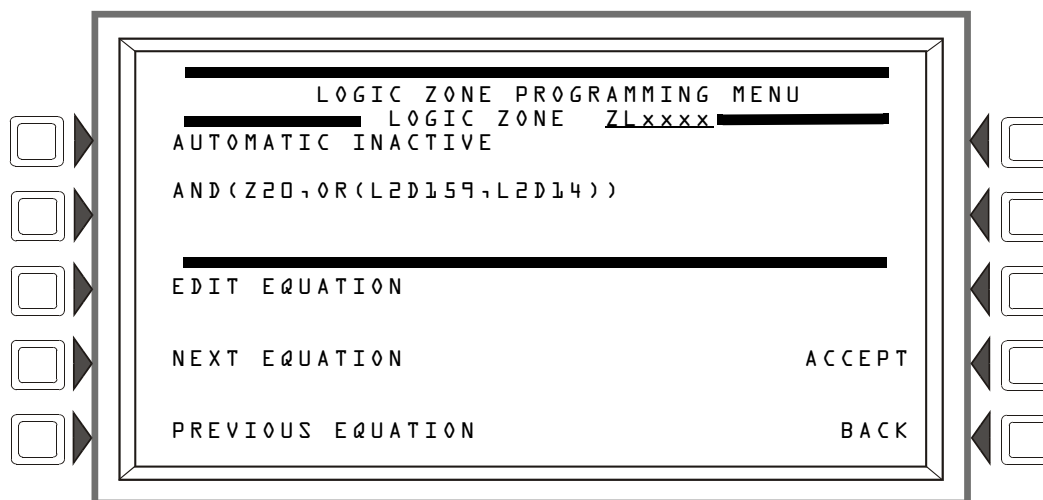 LOGIC ZONE PROGRAMMING MENU
LOGIC ZONE ZLxxxx
AUTOMATIC INACTIVE
AND(Z20,OR(L2D159,L2D14))
EDIT EQUATION
NEXT EQUATION ACCEPT
PREVIOUS EQUATION BACK